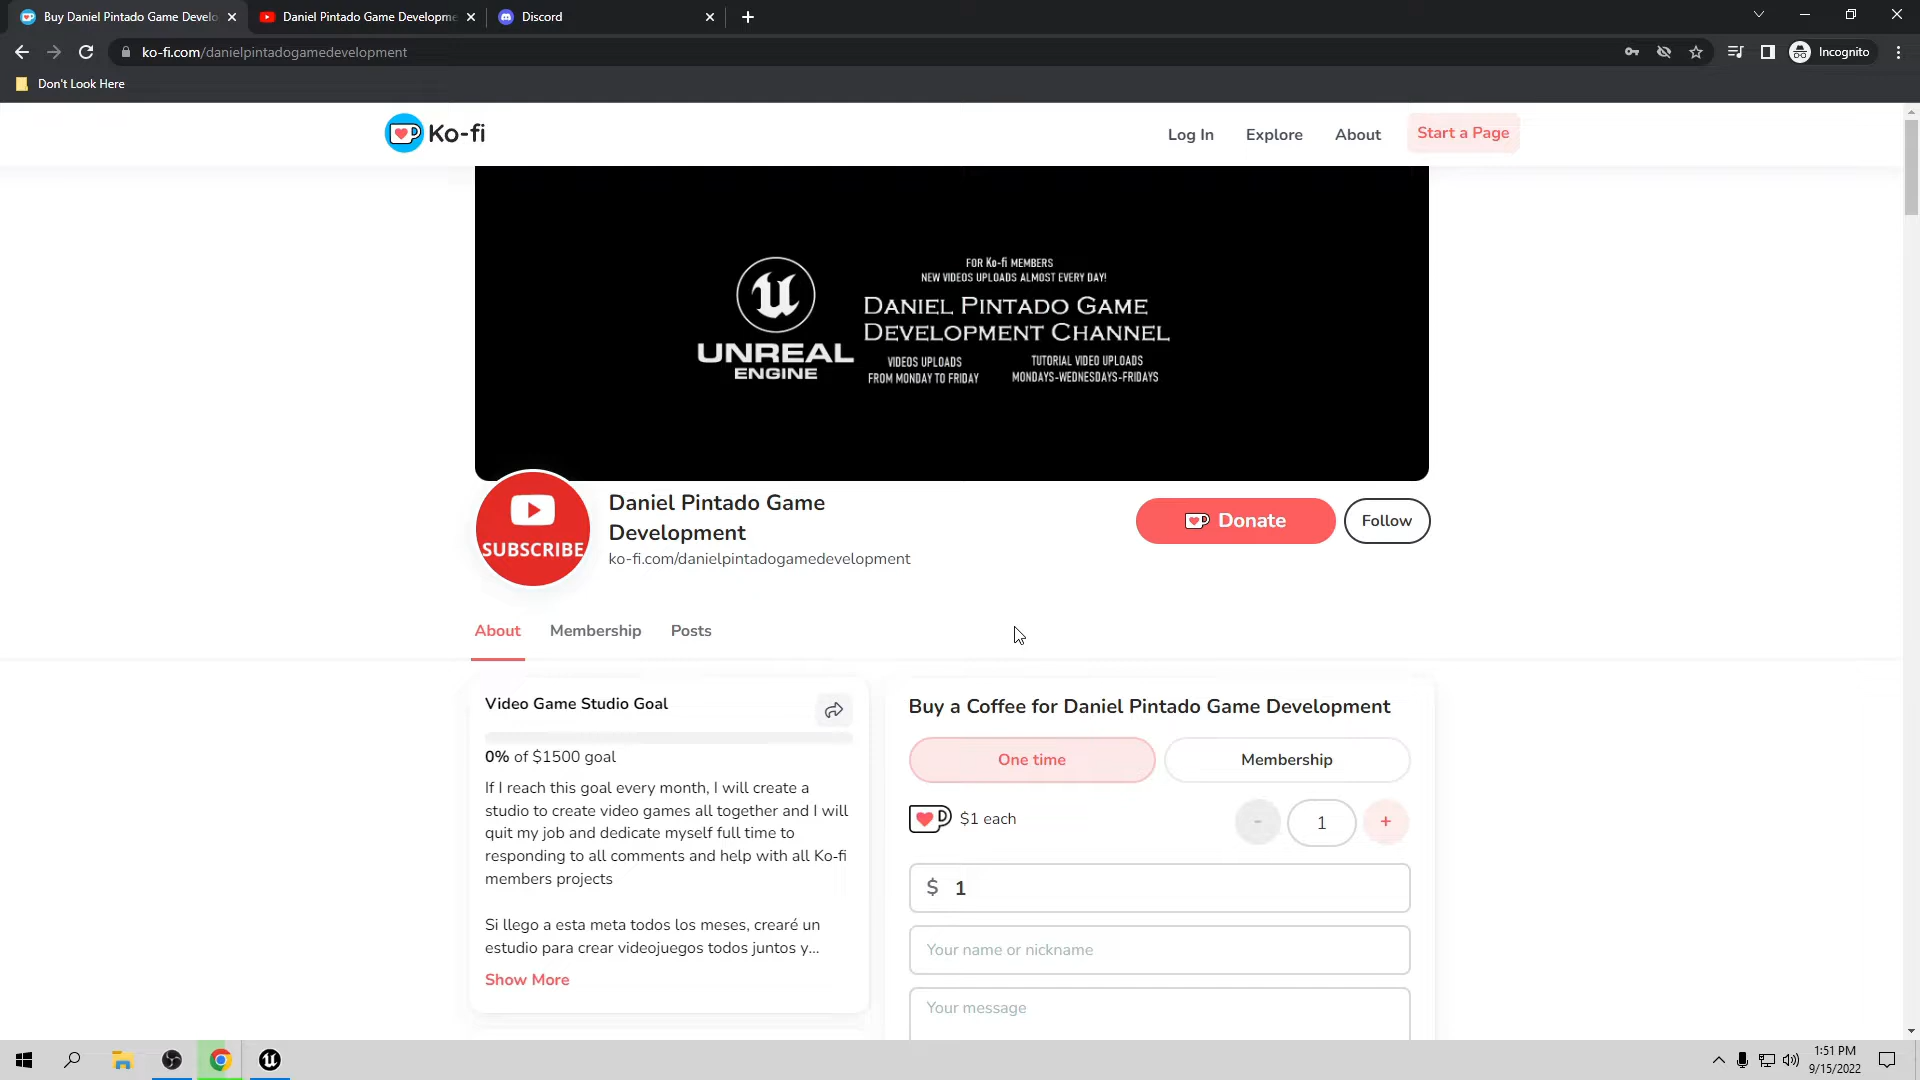 Buy Daniel Pintado Game Develo
Daniel Pintado Game Developme
Discord
ko-fi.com/danielpintadogamedevelopment
Incognito
Don't Look Here
Ko-fi
Log In
Explore
About
Start a Page
FOR Ko-fi MEMBERS
NEW VIDEOS UPLOADS ALMOST EVERY DAY!
DANIEL PINTADO GAME
DEVELOPMENT CHANNEL
UNREAL
ENGINE
VIDEOS UPLOADS
FROM MONDAY TO FRIDAY
TUTORIAL VIDEO UPLOADS
MONDAYS-WEDNESDAYS-FRIDAYS
SUBSCRIBE
Daniel Pintado Game
Development
ko-fi.com/danielpintadogamedevelopment
Donate
Follow
About
Membership
Posts
Video Game Studio Goal
0% of $1500 goal
If I reach this goal every month, I will create a
studio to create video games all together and I will
quit my job and dedicate myself full time to
responding to all comments and help with all Ko-fi
members projects
Si llego a esta meta todos los meses, crearé un
estudio para crear videojuegos todos juntos y...
Show More
Buy a Coffee for Daniel Pintado Game Development
One time
Membership
$1 each
-
1
+
$ 1
Your name or nickname
Your message
1:51 PM
9/15/2022